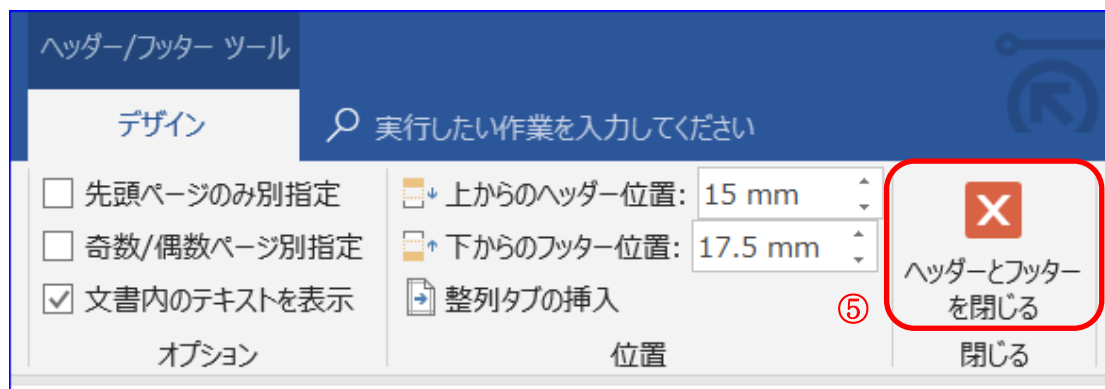 ヘッダー/フッター ツール
デザイン
実行したい作業を入力してください
先頭ページのみ別指定
奇数/偶数ページ別指定
文書内のテキストを表示
オプション
上からのヘッダー位置: 15 mm
下からのフッター位置: 17.5 mm
整列タブの挿入
位置
⑤
ヘッダーとフッター
を閉じる
閉じる